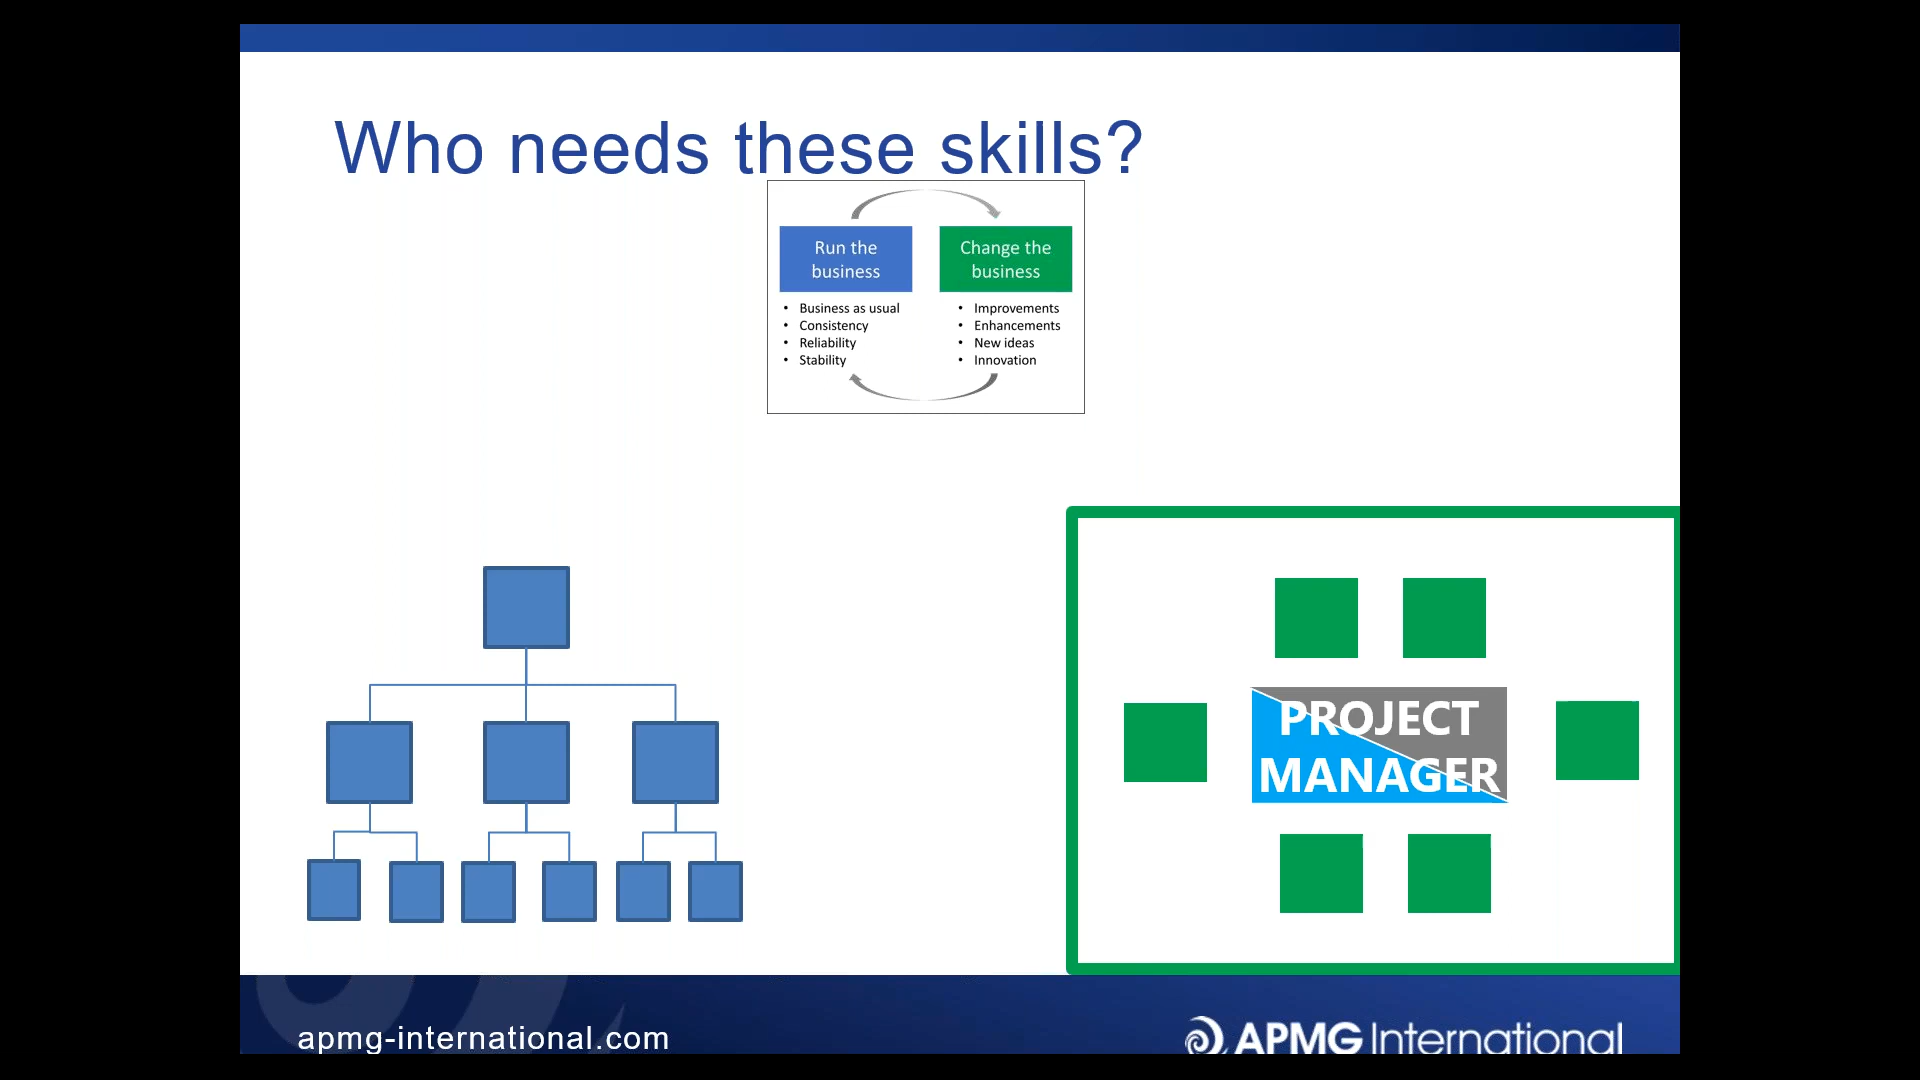 Who needs these skills?
Run the
business
Change the
business
• Business as usual
• Consistency
• Reliability
• Stability
• Improvements
• Enhancements
• New ideas
• Innovation
PROJECT
MANAGER
apmg-international.com
APMG International